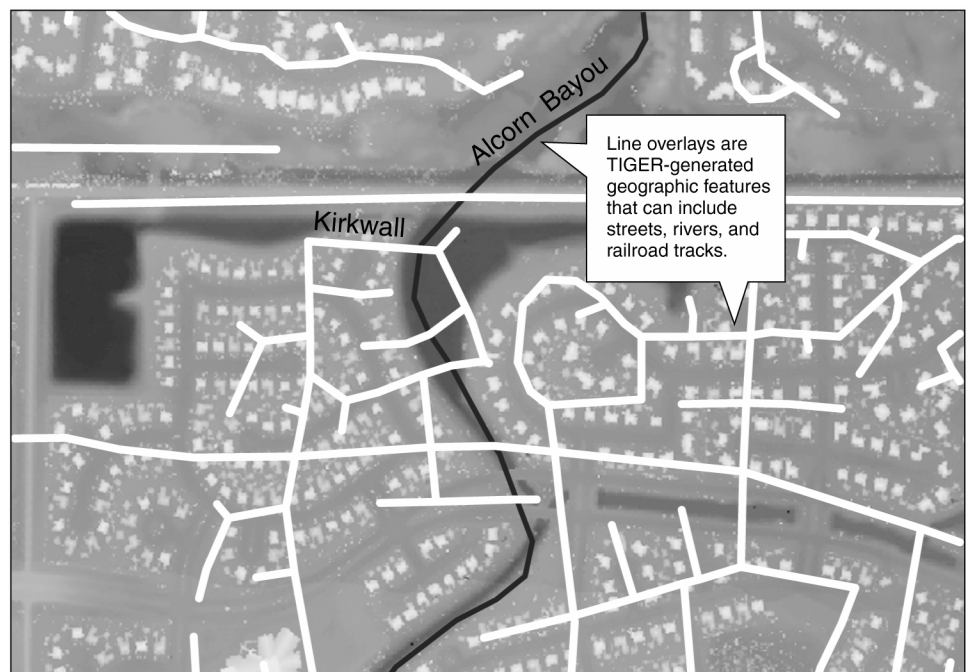 Alcorn Bayou
Line overlays are
TIGER-generated
geographic features
that can include
streets, rivers, and
railroad tracks.
Kirkwall